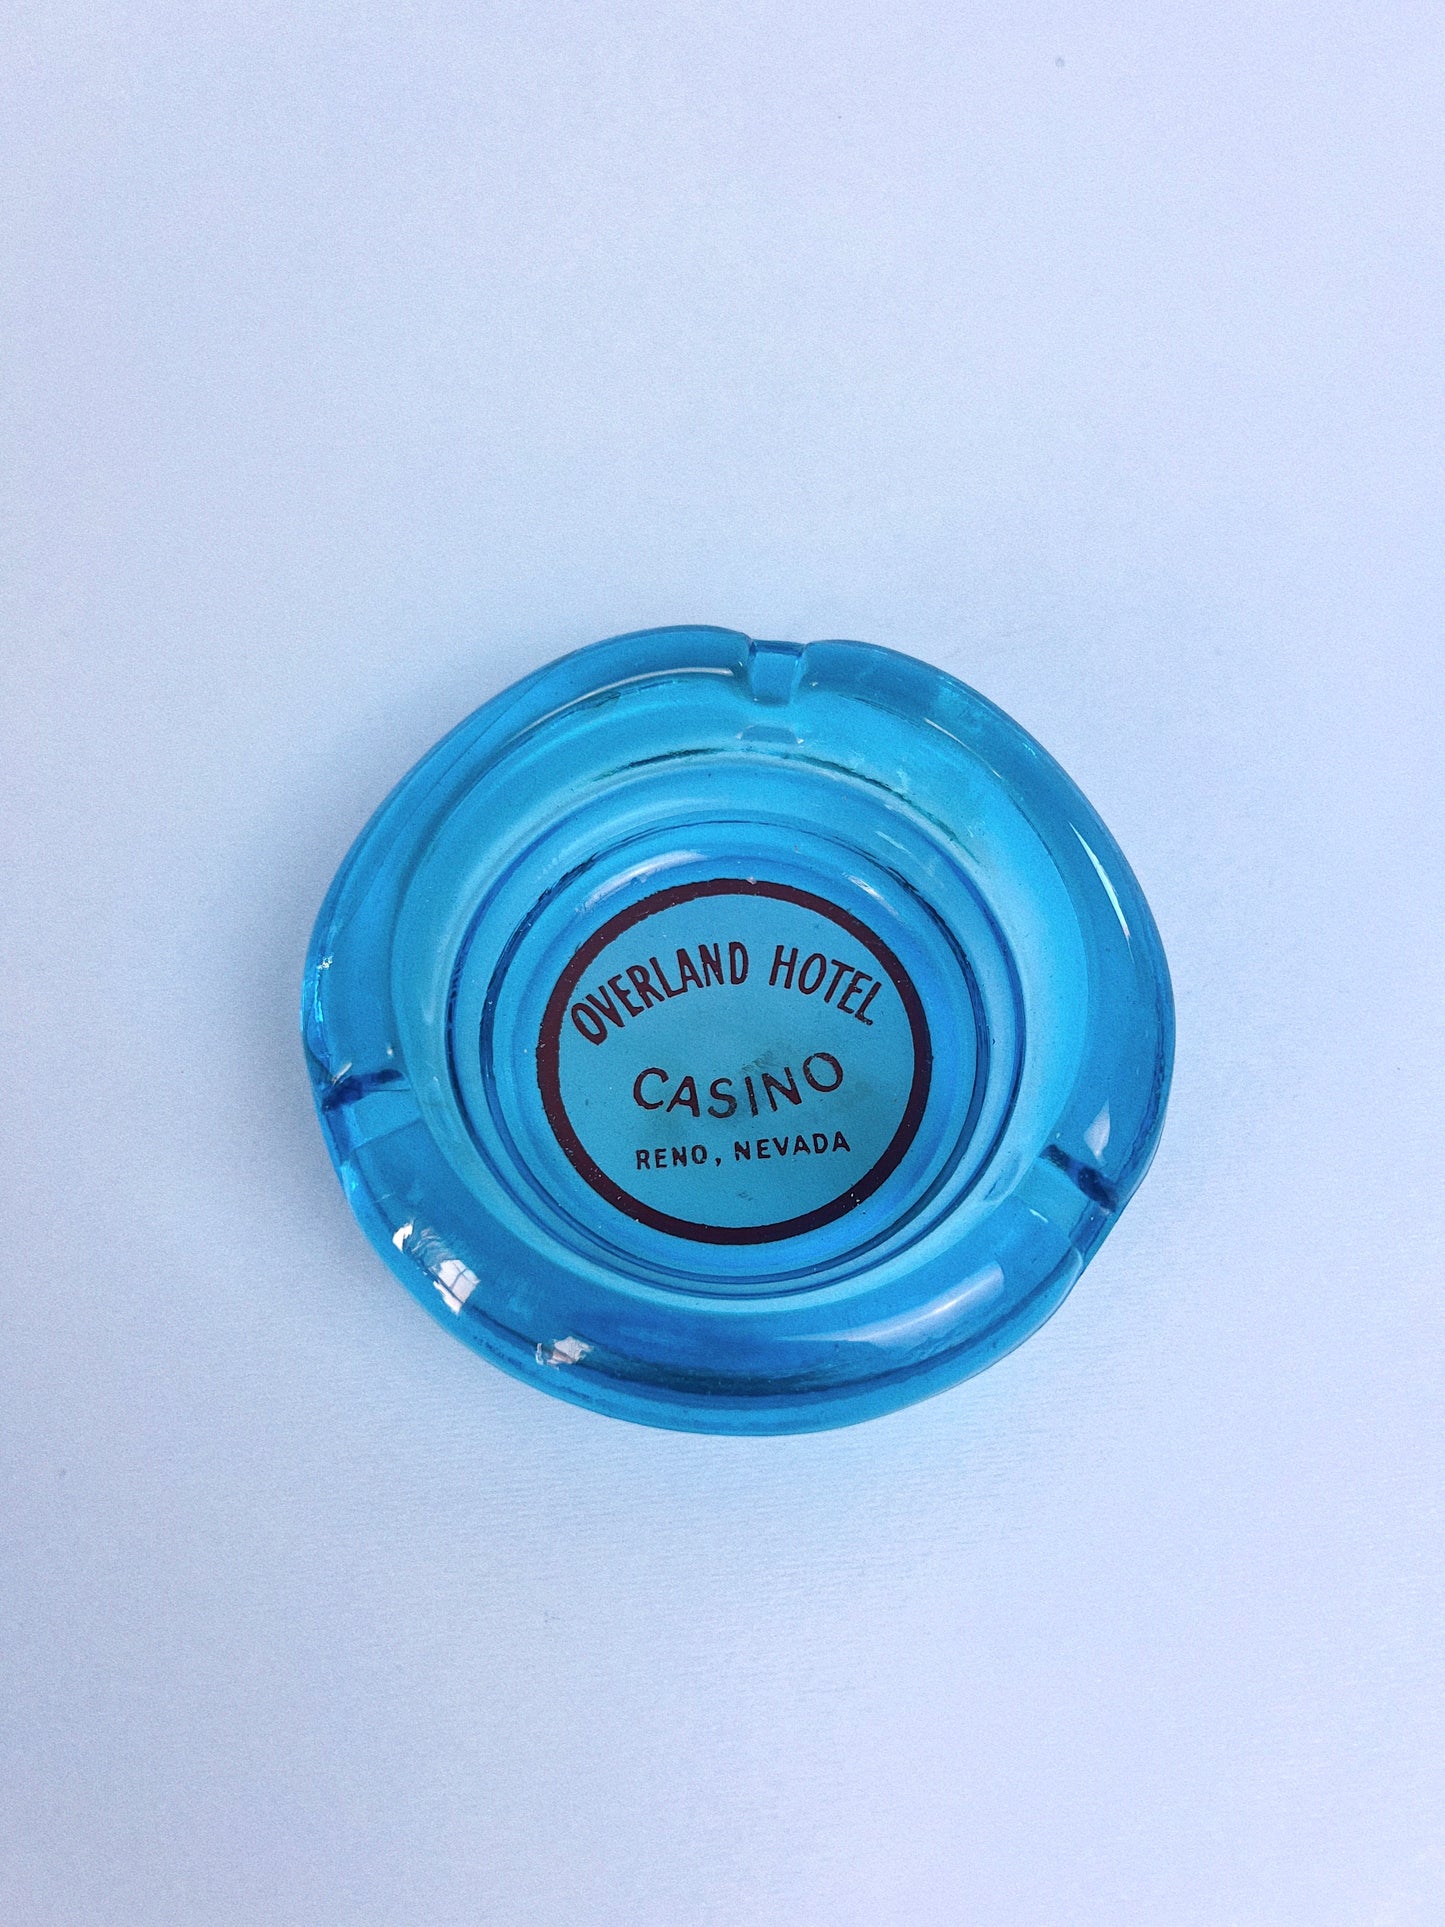 OVERLAND HOTEL
CASINO
RENO, NEVADA